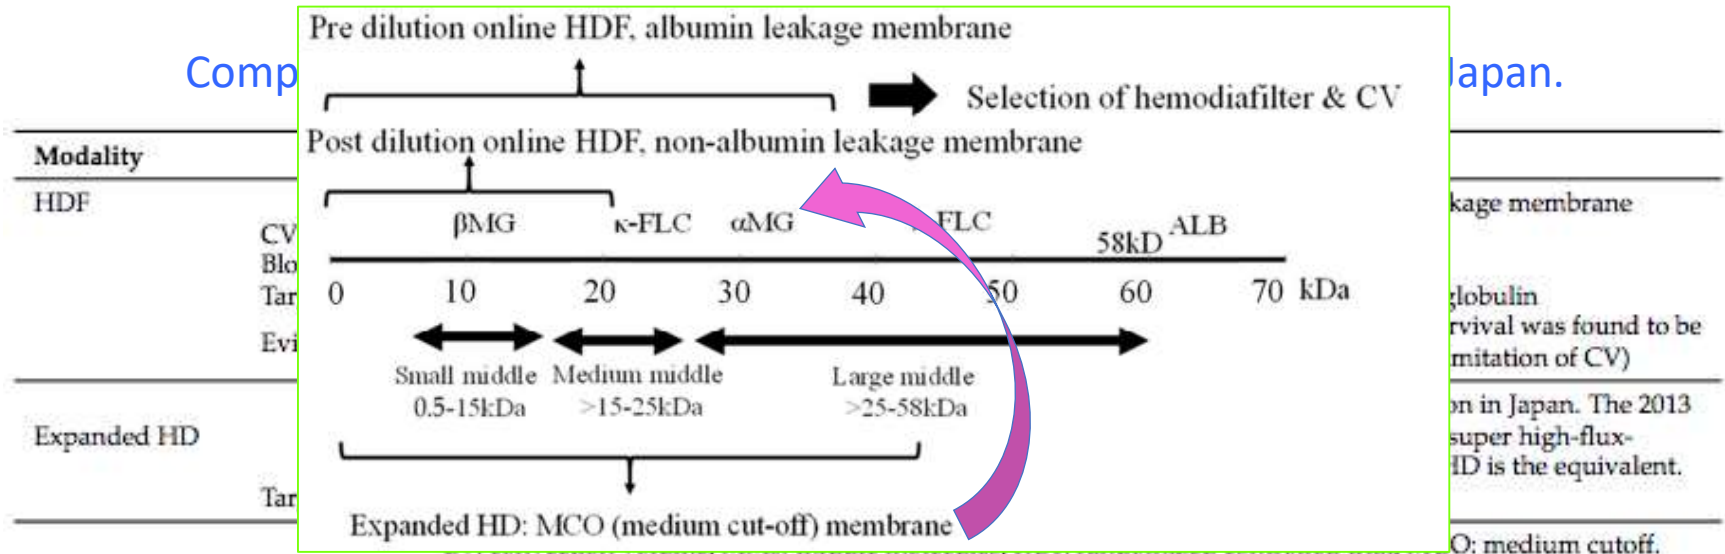 Pre dilution online HDF, albumin leakage membrane
Comp
Japan.
Selection of hemodiafilter & CV
Post dilution online HDF, non-albumin leakage membrane
Modality
HDF
kage membrane
βMG κ-FLC αMG FLC 58kD ALB
CV
Blo
0 10 20 30 40 50 60 70 kDa
Tar
globulin
Evi
rvival was found to be
mitation of CV)
Small middle Medium middle Large middle
0.5-15kDa >15-25kDa >25-58kDa
on in Japan. The 2013
Expanded HD
super high-flux-
HD is the equivalent.
Tar
Expanded HD: MCO (medium cut-off) membrane
O: medium cutoff.